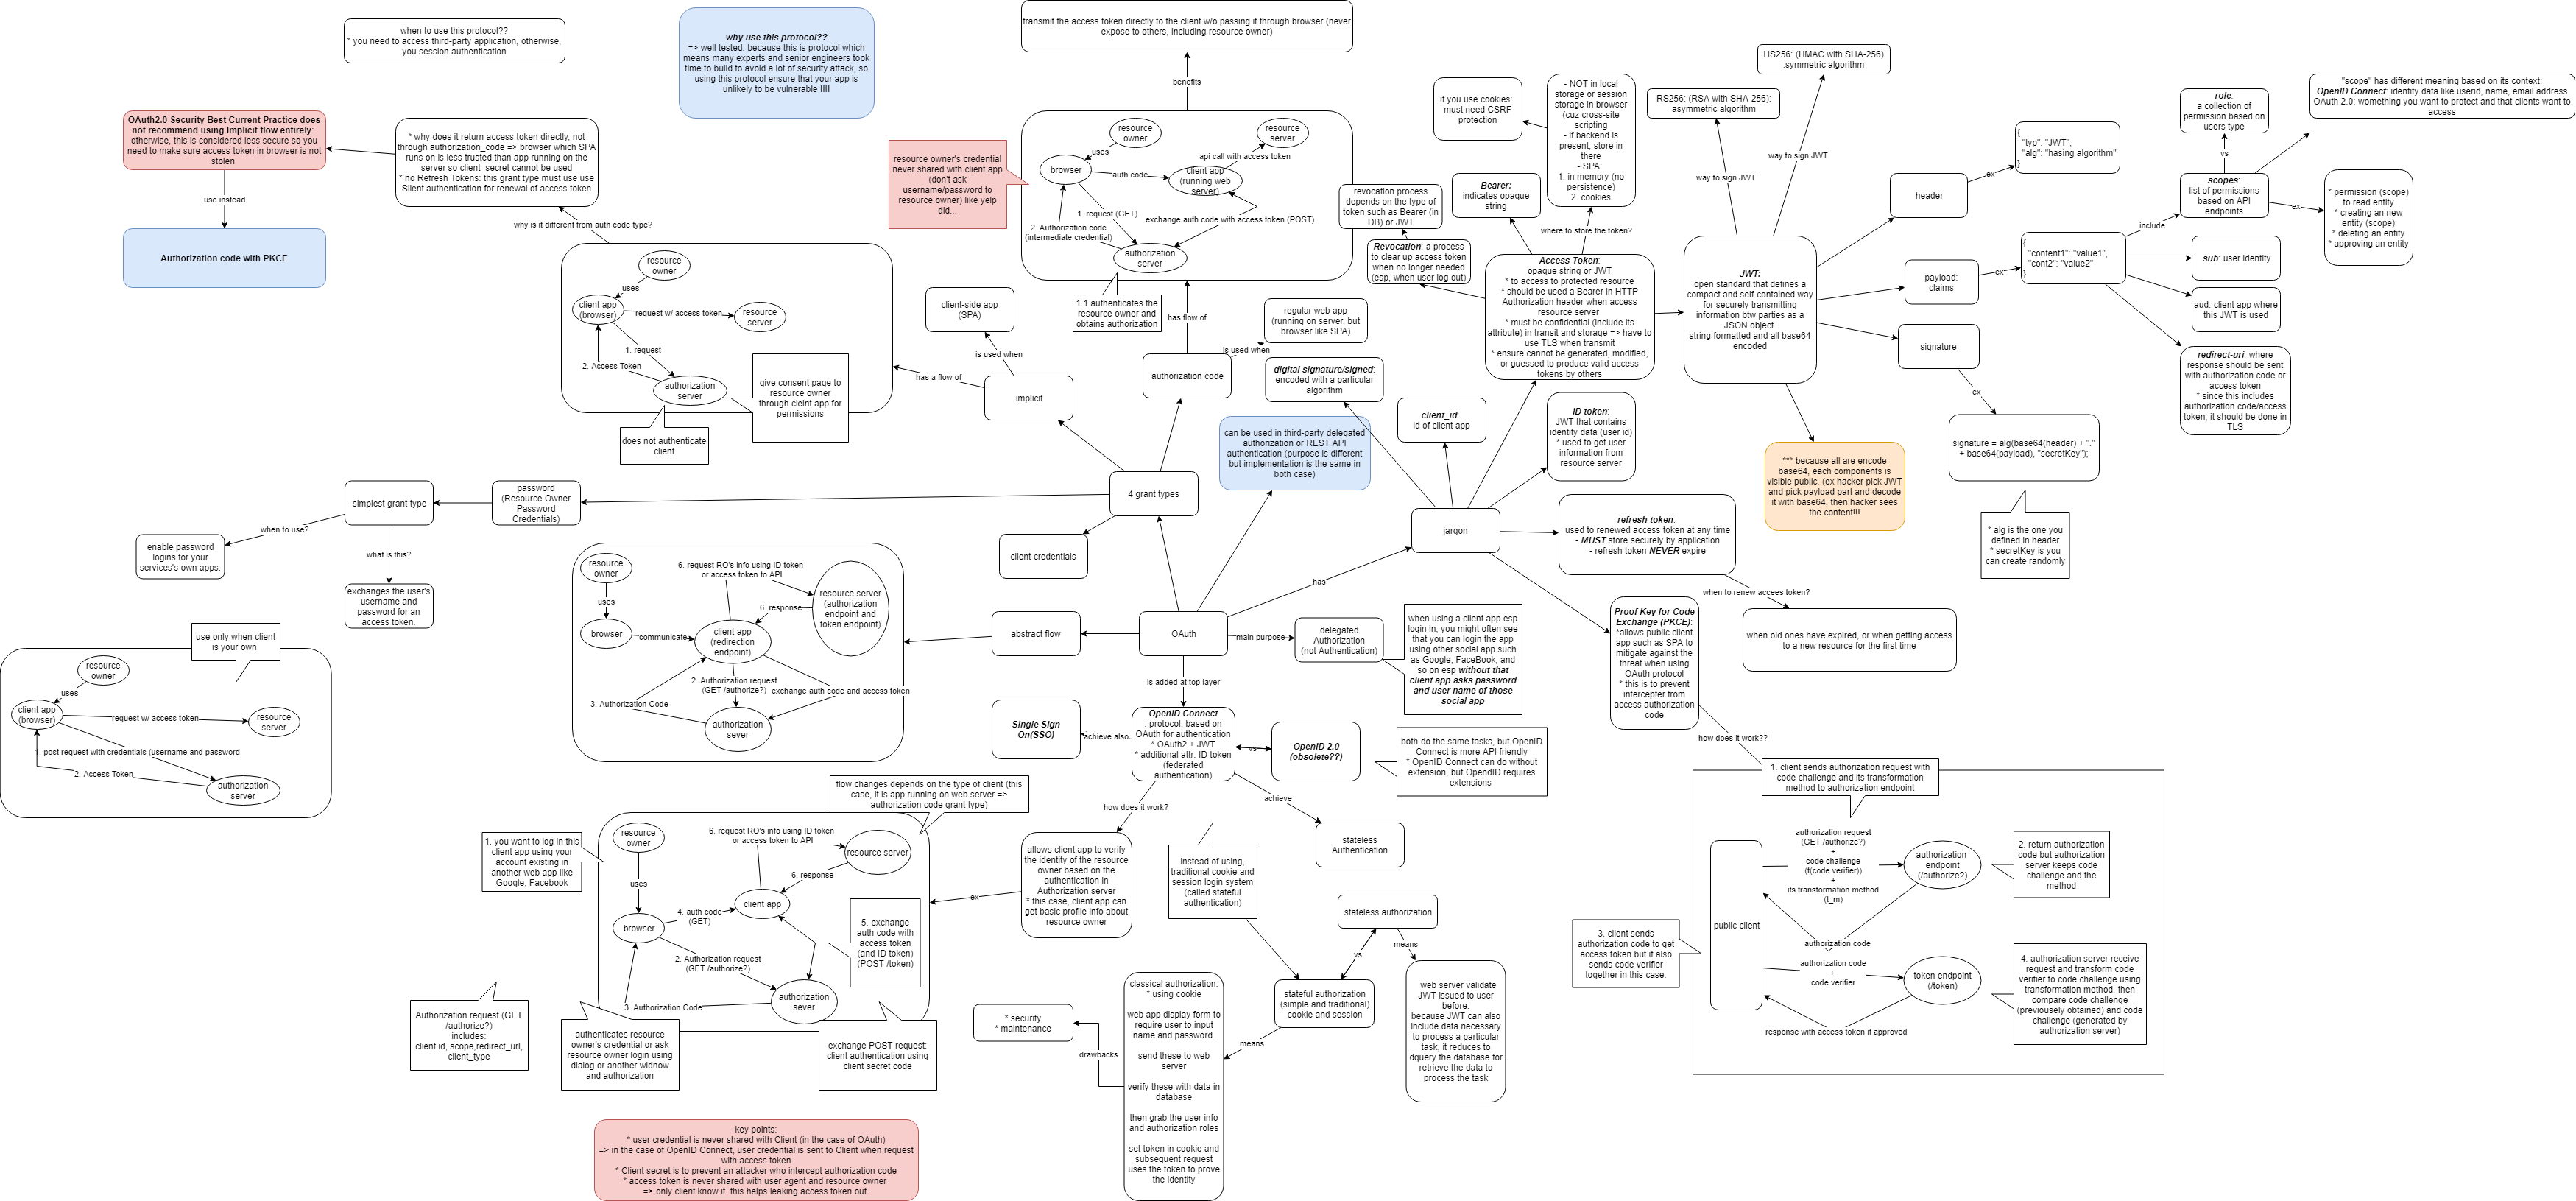 when to use this protocol??
* you need to access third-party application, otherwise,
you session authentication
why use this protocol??
=> well tested: because this is protocol which
means many experts and senior engineers took
time to build to avoid a lot of security attack, so
using this protocol ensure that your app is
unlikely to be vulnerable !!!!
transmit the access token directly to the client w/o passing it through browser (never
expose to others, including resource owner)
benefits
OAuth2.0 Security Best Current Practice does
not recommend using Implicit flow entirely:
otherwise, this is considered less secure so you
need to make sure access token in browser is not
stolen
use instead
Authorization code with PKCE
* why does it return access token directly, not
through authorization_code => browser which SPA
runs on is less trusted than app running on the
server so client_secret cannot be used
* no Refresh Tokens: this grant type must use use
Silent authentication for renewal of access token
why is it different from auth code type?
resource
owner
uses
client app
(browser)
request w/ access token
resource
server
1. request
2. Access Token
authorization
server
does not authenticate
client
give consent page to
resource owner
through cleint app for
permissions
resource owner's credential
never shared with client app
(don't ask
username/password to
resource owner) like yelp
did...
resource
owner
uses
browser
auth code
resource
server
api call with access token
client app
(running web
server)
1. request (GET)
exchange auth code with access token (POST)
2. Authorization code
(intermediate credential)
authorization
server
1.1 authenticates the
resource owner and
obtains authorization
has flow of
client-side app
(SPA)
is used when
has a flow of
implicit
authorization code
is used when
regular web app
(running on server, but
browser like SPA)
4 grant types
password
(Resource Owner
Password
Credentials)
simplest grant type
when to use?
enable password
logins for your
services's own apps.
what is this?
exchanges the user's
username and
password for an
access token.
client credentials
use only when client
is your own
resource
owner
uses
client app
(browser)
request w/ access token
resource
server
1. post request with credentials (username and password
2. Access Token
authorization
server
resource
owner
uses
browser
communicate
6. request RO's info using ID token
or access token to API
6. response
resource server
(authorization
endpoint and
token endpoint)
client app
(redirection
endpoint)
2. Authorization request
(GET /authorize?)
exchange auth code and access token
3. Authorization Code
authorization
sever
abstract flow
OAuth
can be used in third-party delegated
authorization or REST API
authentication (purpose is different
but implementation is the same in
both case)
main purpose
delegated
Authorization
(not Authentication)
when using a client app esp
login in, you might often see
that you can login the app
using other social app such
as Google, FaceBook, and
so on esp without that
client app asks password
and user name of those
social app
has
jargon
digital signature/signed:
encoded with a particular
algorithm
client_id:
id of client app
ID token:
JWT that contains
identity data (user id)
* used to get user
information from
resource server
refresh token:
used to renewed access token at any time
- MUST store securely by application
- refresh token NEVER expire
when to renew access token?
when old ones have expired, or when getting access
to a new resource for the first time
Proof Key for Code
Exchange (PKCE):
*allows public client
app such as SPA to
mitigate against the
threat when using
OAuth protocol
* this is to prevent
intercepter from
access authorization
code
how does it work??
Access Token:
opaque string or JWT
* to access to protected resource
* should be used a Bearer in HTTP
Authorization header when access
resource server
* must be confidential (include its
attribute) in transit and storage => have to
use TLS when transmit
* ensure cannot be generated, modified,
or guessed to produce valid access
tokens by others
Revocation: a process
to clear up access token
when no longer needed
(esp, when user log out)
revocation process
depends on the type of
token such as Bearer (in
DB) or JWT
Bearer:
indicates opaque
string
where to store the token?
- NOT in local
storage or session
storage in browser
(cuz cross-site
scripting
- if backend is
present, store in
there
- SPA:
1. in memory (no
persistence)
2. cookies
if you use cookies:
must need CSRF
protection
JWT:
open standard that defines a
compact and self-contained way
for securely transmitting
information btw parties as a
JSON object.
string formatted and all base64
encoded
way to sign JWT
RS256: (RSA with SHA-256):
asymmetric algorithm
way to sign JWT
HS256: (HMAC with SHA-256)
:symmetric algorithm
header
ex
{
"typ": "JWT",
"alg": "hasing algorithm"
}
payload:
claims
ex
{
"content1": "value1",
"cont2": "value2"
}
include
scopes:
list of permissions
based on API
endpoints
vs
role:
a collection of
permission based on
users type
"scope" has different meaning based on its context:
OpenID Connect: identity data like userid, name, email address
OAuth 2.0: womething you want to protect and that clients want to
access
ex
* permission (scope)
to read entity
* creating an new
entity (scope)
* deleting an entity
* approving an entity
sub: user identity
aud: client app where
this JWT is used
redirect-uri: where
response should be sent
with authorization code or
access token
* since this includes
authorization code/access
token, it should be done in
TLS
signature
ex
signature = alg(base64(header) + "."
+ base64(payload), "secretKey");
* alg is the one you
defined in header
* secretKey is you
can create randomly
*** because all are encode
base64, each components is
visible public. (ex hacker pick JWT
and pick payload part and decode
it with base64, then hacker sees
the content!!!
is added at top layer
OpenID Connect
: protocol, based on
OAuth for authentication
* OAuth2 + JWT
* additional attr: ID token
(federated
authentication)
achieve also
Single Sign
On(SSO)
vs
OpenID 2.0
(obsolete??)
both do the same tasks, but OpenID
Connect is more API friendly
* OpenID Connect can do without
extension, but OpendID requires
extensions
achieve
stateless
Authentication
how does it work?
allows client app to verify
the identity of the resource
owner based on the
authentication in
Authorization server
* this case, client app can
get basic profile info about
resource owner
ex
flow changes depends on the type of client (this
case, it is app running on web server =>
authorization code grant type)
1. you want to log in this
client app using your
account existing in
another web app like
Google, Facebook
resource
owner
uses
browser
6. request RO's info using ID token
or access token to API
resource server
6. response
client app
4. auth code
(GET)
2. Authorization request
(GET /authorize?)
3. Authorization Code
authorization
sever
5. exchange
auth code with
access token
(and ID token)
(POST /token)
Authorization request (GET
/authorize?)
includes:
client id, scope,redirect_url,
client_type
authenticates resource
owner's credential or ask
resource owner login using
dialog or another widnow
and authorization
exchange POST request:
client authentication using
client secret code
instead of using,
traditional cookie and
session login system
(called stateful
authentication)
stateless authorization
vs
means
stateful authorization
(simple and traditional)
cookie and session
web server validate
JWT issued to user
before.
because JWT can also
include data necessary
to process a particular
task, it reduces to
dquery the database for
retrieve the data to
process the task
means
classical authorization:
* using cookie
web app display form to
require user to input
name and password.
send these to web
server
verify these with data in
database
then grab the user info
and authorization roles
set token in cookie and
subsequent request
uses the token to prove
the identity
drawbacks
* security
* maintenance
key points:
* user credential is never shared with Client (in the case of OAuth)
=> in the case of OpenID Connect, user credential is sent to Client when request
with access token
* Client secret is to prevent an attacker who intercept authorization code
* access token is never shared with user agent and resource owner
=> only client know it. this helps leaking access token out
1. client sends authorization request with
code challenge and its transformation
method to authorization endpoint
public client
authorization request
(GET /authorize?)
+
code challenge
(t(code verifier))
+
its transformation method
(t_m)
authorization
endpoint
(/authorize?)
2. return authorization
code but authorization
server keeps code
challenge and the
method
authorization code
3. client sends
authorization code to get
access token but it also
sends code verifier
together in this case.
authorization code
+
code verifier
token endpoint
(/token)
response with access token if approved
4. authorization server receive
request and transform code
verifier to code challenge using
transformation method, then
compare code challenge
(previousely obtained) and code
challenge (generated by
authorization server)